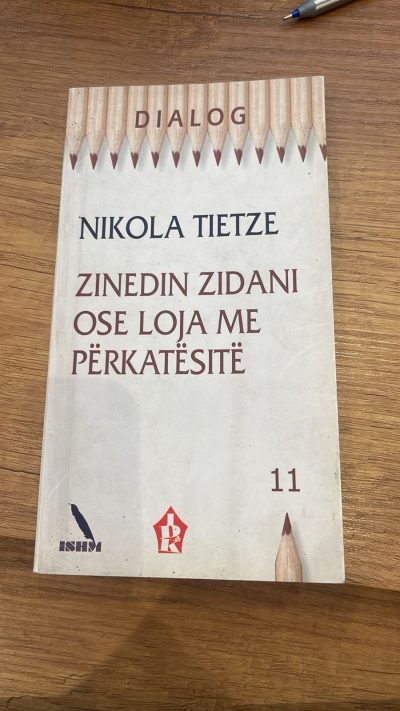 DIALOG
NIKOLA TIETZE
ZINEDIN ZIDANI
OSE LOJA ME
PËRKATËSITË
11
ISHM